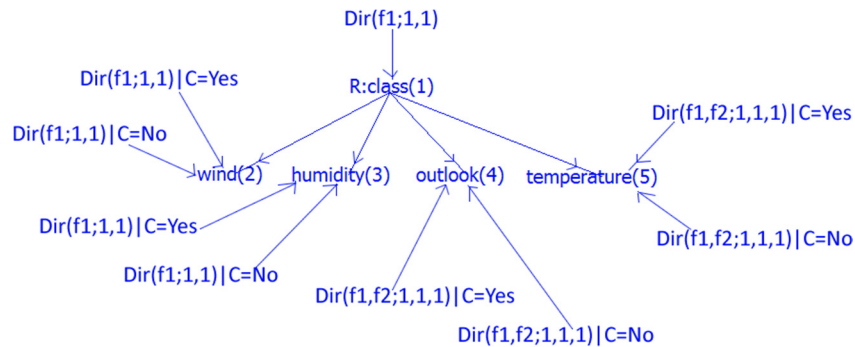 Dir(f1;1,1)
Dir(f1;1,1)|C=Yes
R:class(1)
Dir(f1,f2;1,1,1)|C=Yes
Dir(f1;1,1)|C=No
wind(2)
humidity(3)
outlook(4)
temperature(5)
Dir(f1;1,1)|C=Yes
Dir(f1,f2;1,1,1)|C=No
Dir(f1;1,1)|C=No
Dir(f1,f2;1,1,1)|C=Yes
Dir(f1,f2;1,1,1)|C=No